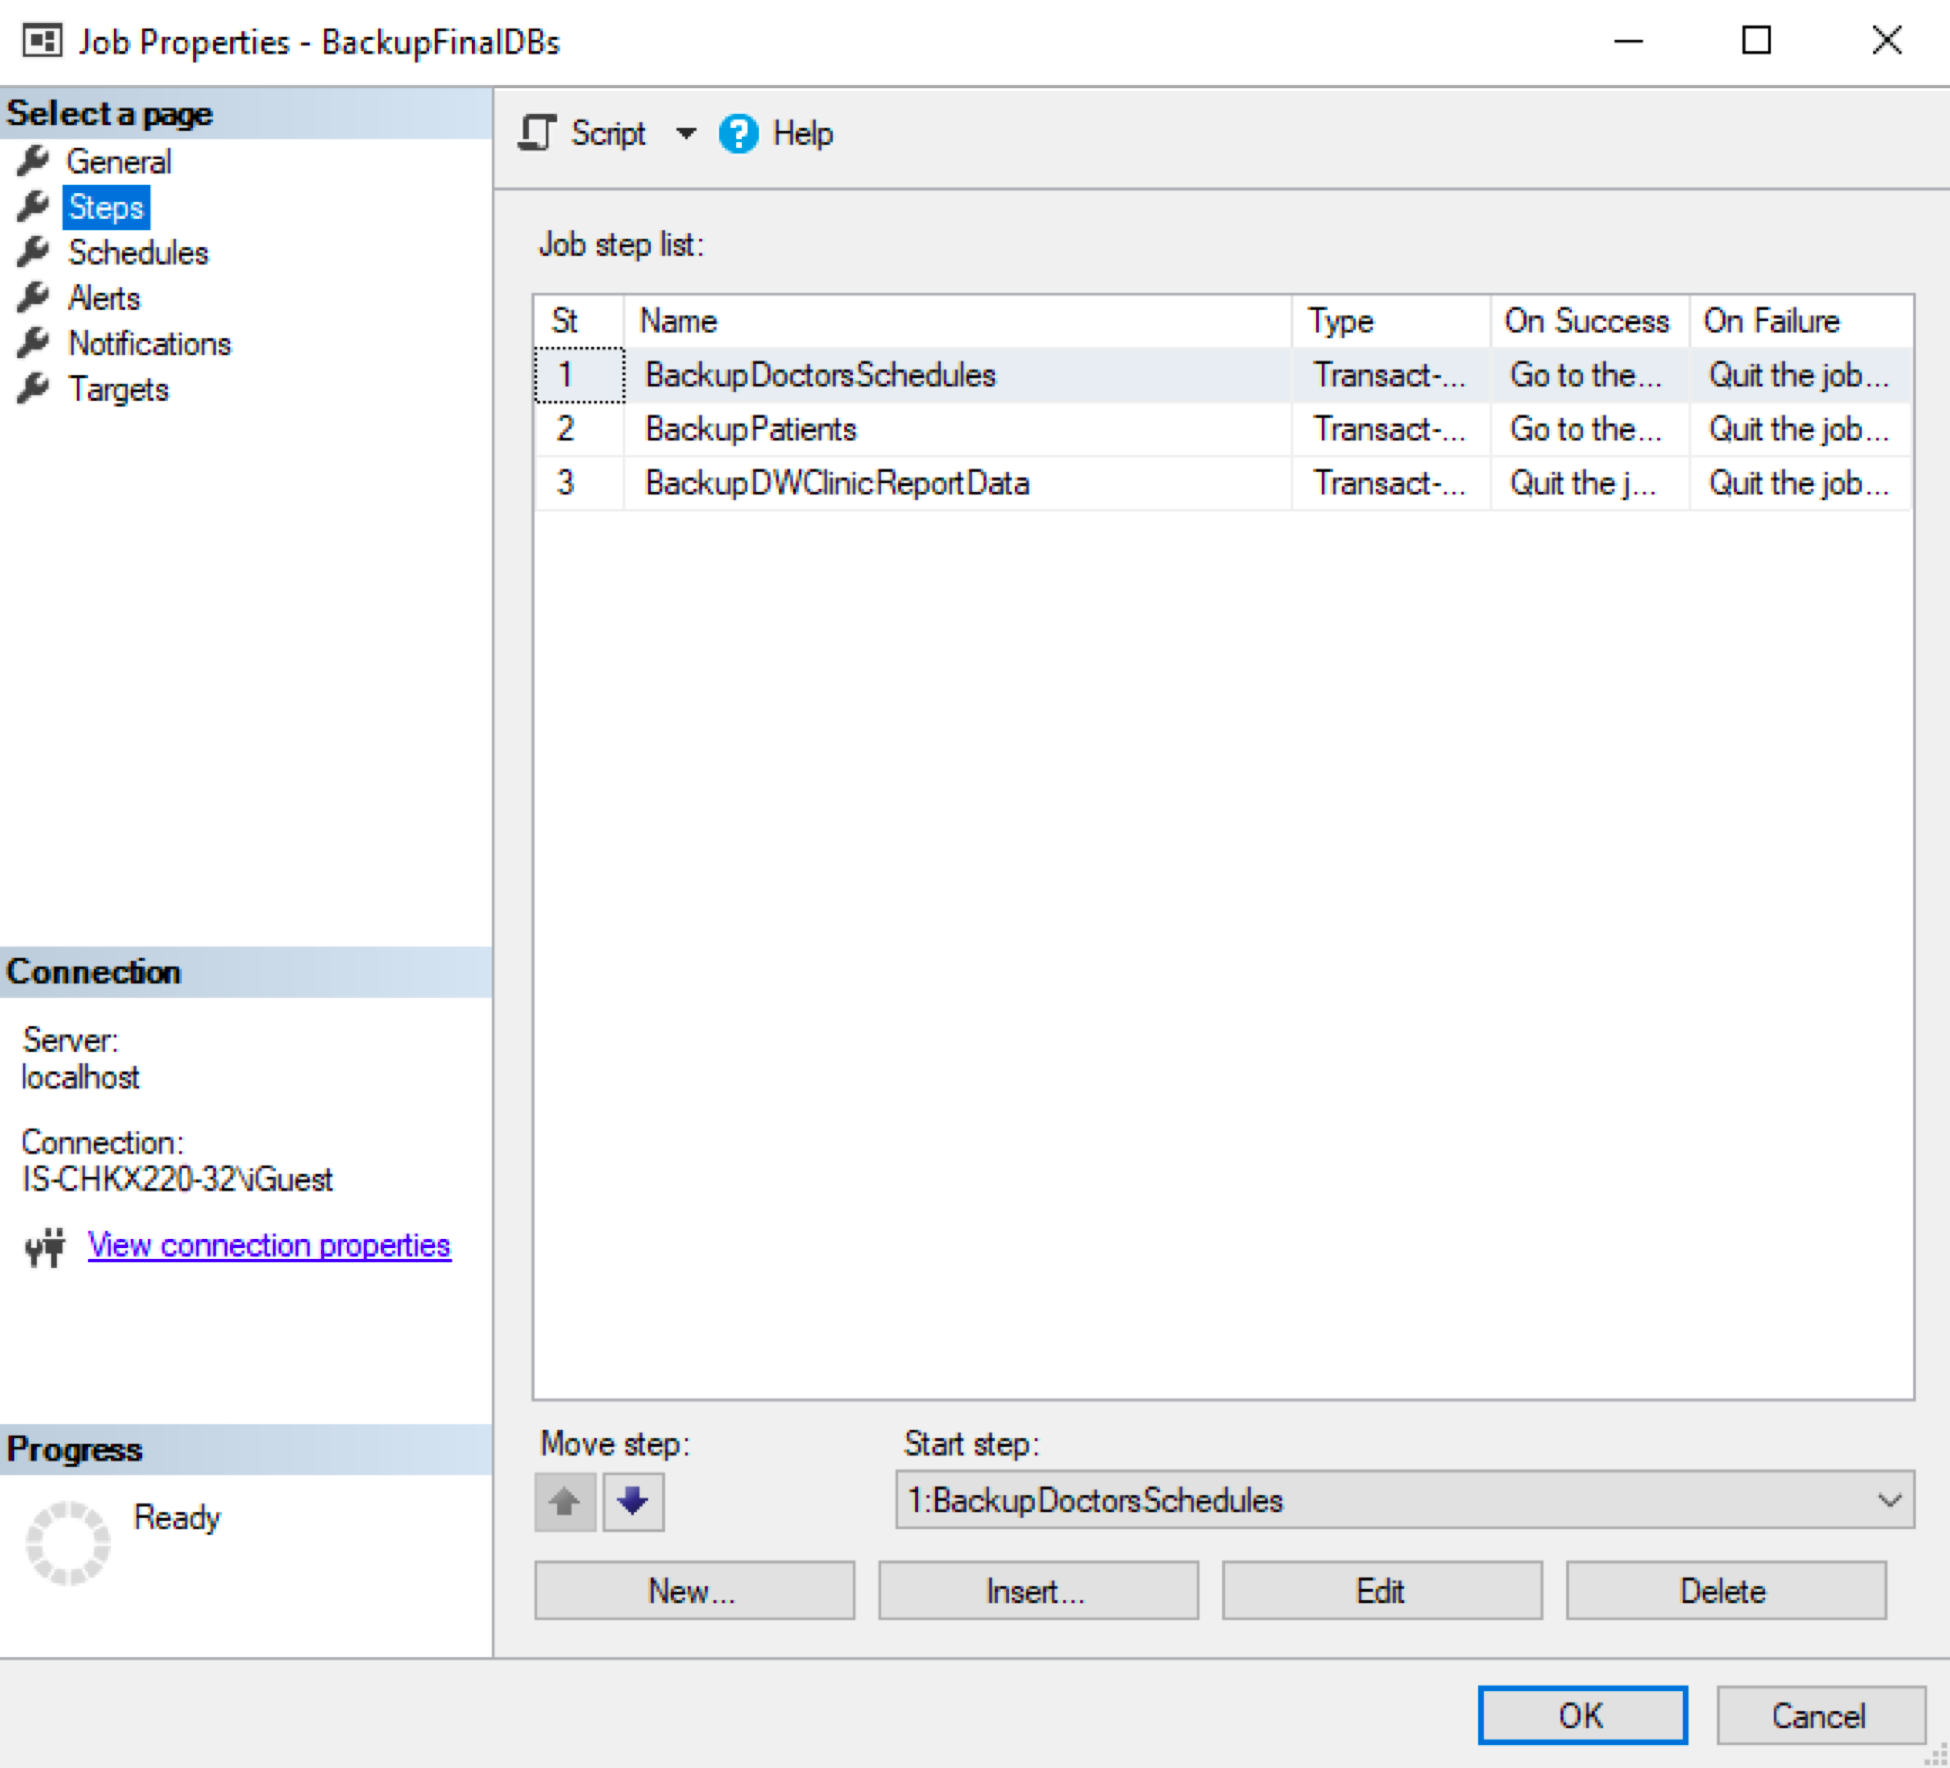 Job Properties - BackupFinalDBs
Select a page
General
Steps
Schedules
Alerts
Notifications
Targets
Connection
Server:
localhost
Connection:
IS-CHKX220-32\iGuest
View connection properties
Progress
Ready
Script
Help
Job step list:
St Name Type On Success On Failure
1 BackupDoctorsSchedules Transact-... Go to the... Quit the job...
2 BackupPatients Transact-... Go to the... Quit the job...
3 BackupDWClinicReportData Transact-... Quit the j... Quit the job...
Move step:
Start step:
1:BackupDoctorsSchedules
New...
Insert...
Edit
Delete
OK
Cancel